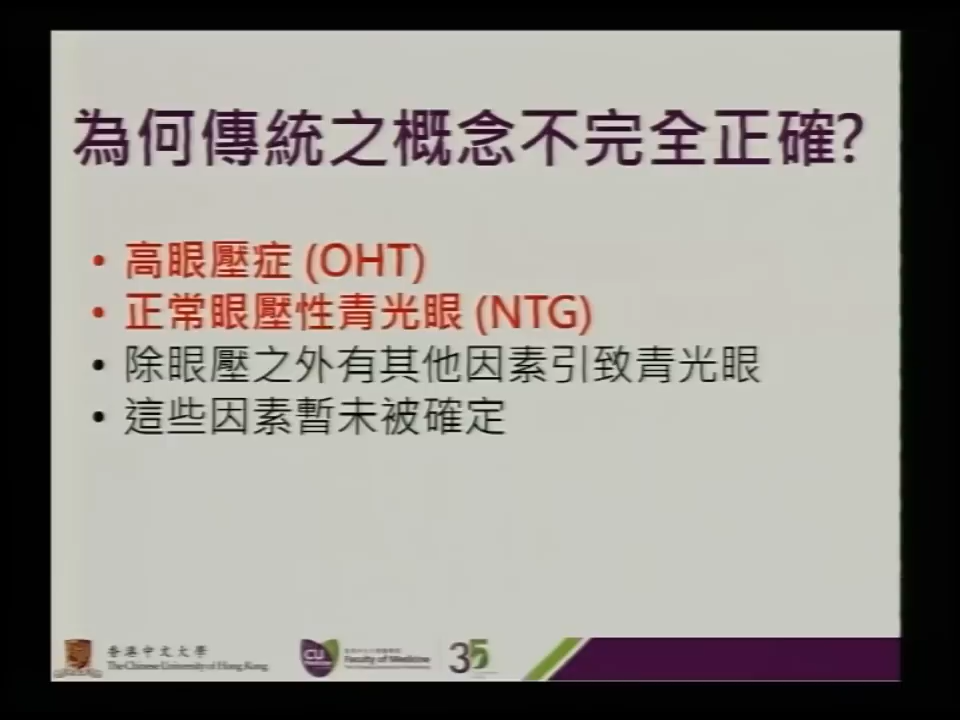 為何傳統之概念不完全正確?
• 高眼壓症 (OHT)
• 正常眼壓性青光眼 (NTG)
• 除眼壓之外有其他因素引致青光眼
• 這些因素暫未被確定
香港中文大學
The Chinese University of Hong Kong
CU
Faculty of Medicine
35